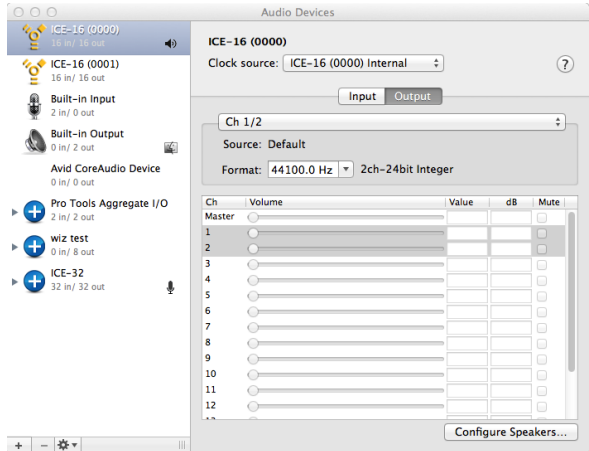 Audio Devices
ICE-16 (0000)
16 in/ 16 out
ICE-16 (0001)
16 in/ 16 out
Built-in Input
2 in/ 0 out
Built-in Output
0 in/ 2 out
Avid CoreAudio Device
0 in/ 0 out
Pro Tools Aggregate I/O
2 in/ 2 out
wiz test
0 in/ 8 out
ICE-32
32 in/ 32 out
+ −
ICE-16 (0000)
Clock source: ICE-16 (0000) Internal ?
Input Output
Ch 1/2
Source: Default
Format: 44100.0 Hz 2ch-24bit Integer
Ch Volume Value dB Mute
Master
1
2
3
4
5
6
7
8
9
10
11
12
Configure Speakers...